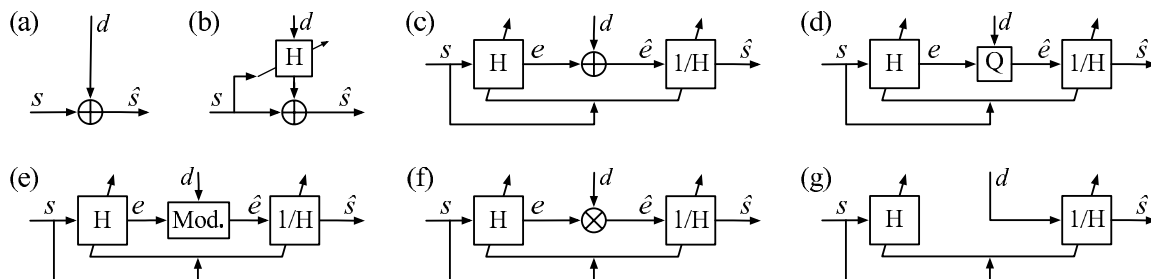 (a) d s ŝ
(b) d H s ŝ
(c) d s H e ê 1/H ŝ
(d) d s H e Q ê 1/H ŝ
(e) d s H e Mod. ê 1/H ŝ
(f) d s H e ê 1/H ŝ
(g) d s H 1/H ŝ